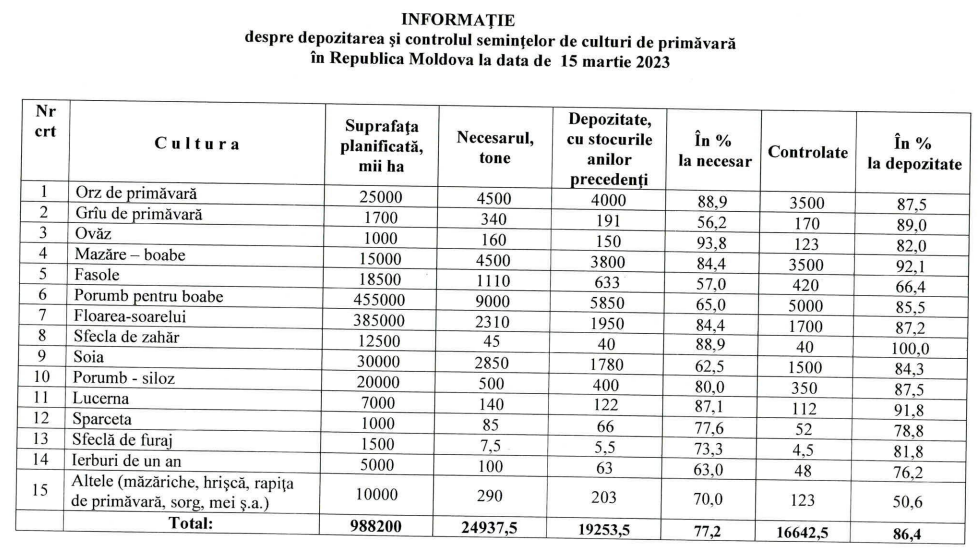 INFORMAȚIE
despre depozitarea și controlul semințelor de culturi de primăvară
în Republica Moldova la data de 15 martie 2023
Nr crt | Cultura | Suprafața planificată, mii ha | Necesarul, tone | Depozitate, cu stocurile anilor precedenți | În % la necesar | Controlate | În % la depozitate
1 | Orz de primăvară | 25000 | 4500 | 4000 | 88,9 | 3500 | 87,5
2 | Grîu de primăvară | 1700 | 340 | 191 | 56,2 | 170 | 89,0
3 | Ovăz | 1000 | 160 | 150 | 93,8 | 123 | 82,0
4 | Mazăre – boabe | 15000 | 4500 | 3800 | 84,4 | 3500 | 92,1
5 | Fasole | 18500 | 1110 | 633 | 57,0 | 420 | 66,4
6 | Porumb pentru boabe | 455000 | 9000 | 5850 | 65,0 | 5000 | 85,5
7 | Floarea-soarelui | 385000 | 2310 | 1950 | 84,4 | 1700 | 87,2
8 | Sfecla de zahăr | 12500 | 45 | 40 | 88,9 | 40 | 100,0
9 | Soia | 30000 | 2850 | 1780 | 62,5 | 1500 | 84,3
10 | Porumb - siloz | 20000 | 500 | 400 | 80,0 | 350 | 87,5
11 | Lucerna | 7000 | 140 | 122 | 87,1 | 112 | 91,8
12 | Sparceta | 1000 | 85 | 66 | 77,6 | 52 | 78,8
13 | Sfeclă de furaj | 1500 | 7,5 | 5,5 | 73,3 | 4,5 | 81,8
14 | Ierburi de un an | 5000 | 100 | 63 | 63,0 | 48 | 76,2
15 | Altele (măzăriche, hrișcă, rapița de primăvară, sorg, mei ș.a.) | 10000 | 290 | 203 | 70,0 | 123 | 50,6
Total: | 988200 | 24937,5 | 19253,5 | 77,2 | 16642,5 | 86,4